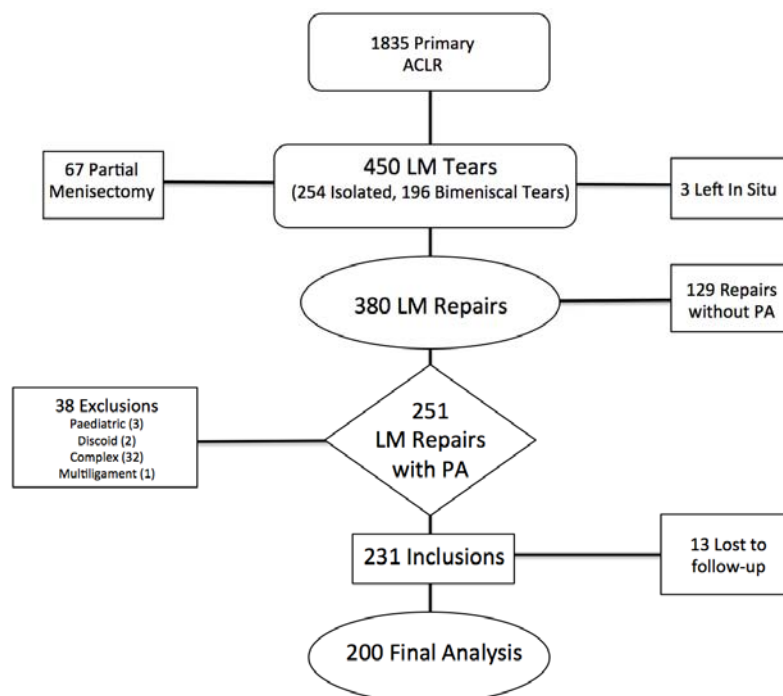 1835 Primary
ACLR
67 Partial
Menisectomy
450 LM Tears
(254 Isolated, 196 Bimeniscal Tears)
3 Left In Situ
380 LM Repairs
129 Repairs
without PA
38 Exclusions
Paediatric (3)
Discoid (2)
Complex (32)
Multiligament (1)
251
LM Repairs
with PA
231 Inclusions
13 Lost to
follow-up
200 Final Analysis